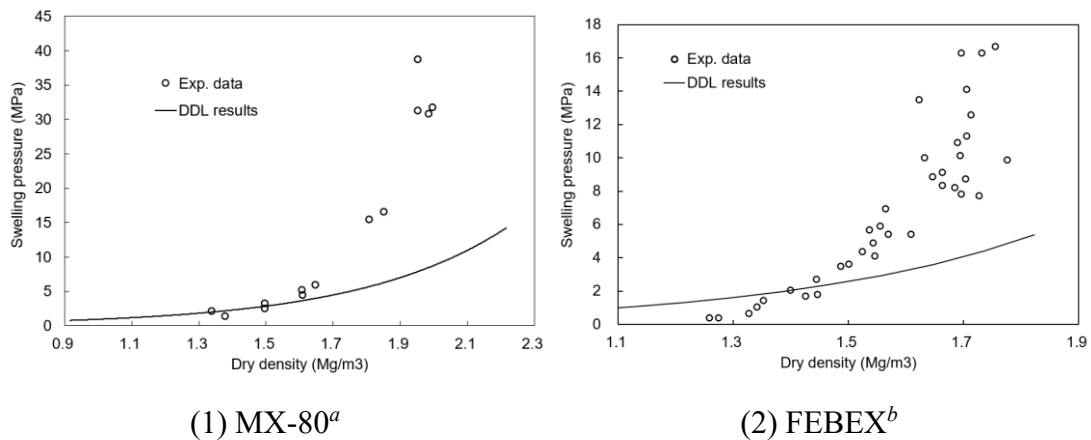 45
40
35
30
25
20
15
10
5
0
Swelling pressure (MPa)
Exp. data
DDL results
0.9 1.1 1.3 1.5 1.7 1.9 2.1 2.3
Dry density (Mg/m3)
(1) MX-80a
18
16
14
12
10
8
6
4
2
0
Swelling pressure (MPa)
Exp. data
DDL results
1.1 1.3 1.5 1.7 1.9
Dry density (Mg/m3)
(2) FEBEXb